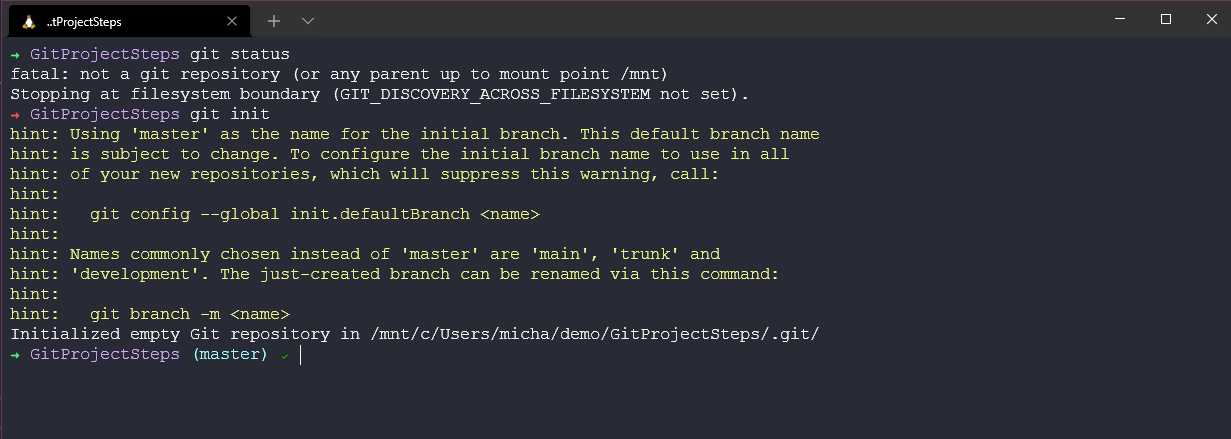 ..tProjectSteps
→ GitProjectSteps git status
fatal: not a git repository (or any parent up to mount point /mnt)
Stopping at filesystem boundary (GIT_DISCOVERY_ACROSS_FILESYSTEM not set).
→ GitProjectSteps git init
hint: Using 'master' as the name for the initial branch. This default branch name
hint: is subject to change. To configure the initial branch name to use in all
hint: of your new repositories, which will suppress this warning, call:
hint:
hint:   git config --global init.defaultBranch <name>
hint:
hint: Names commonly chosen instead of 'master' are 'main', 'trunk' and
hint: 'development'. The just-created branch can be renamed via this command:
hint:
hint:   git branch -m <name>
Initialized empty Git repository in /mnt/c/Users/micha/demo/GitProjectSteps/.git/
→ GitProjectSteps (master) ✓